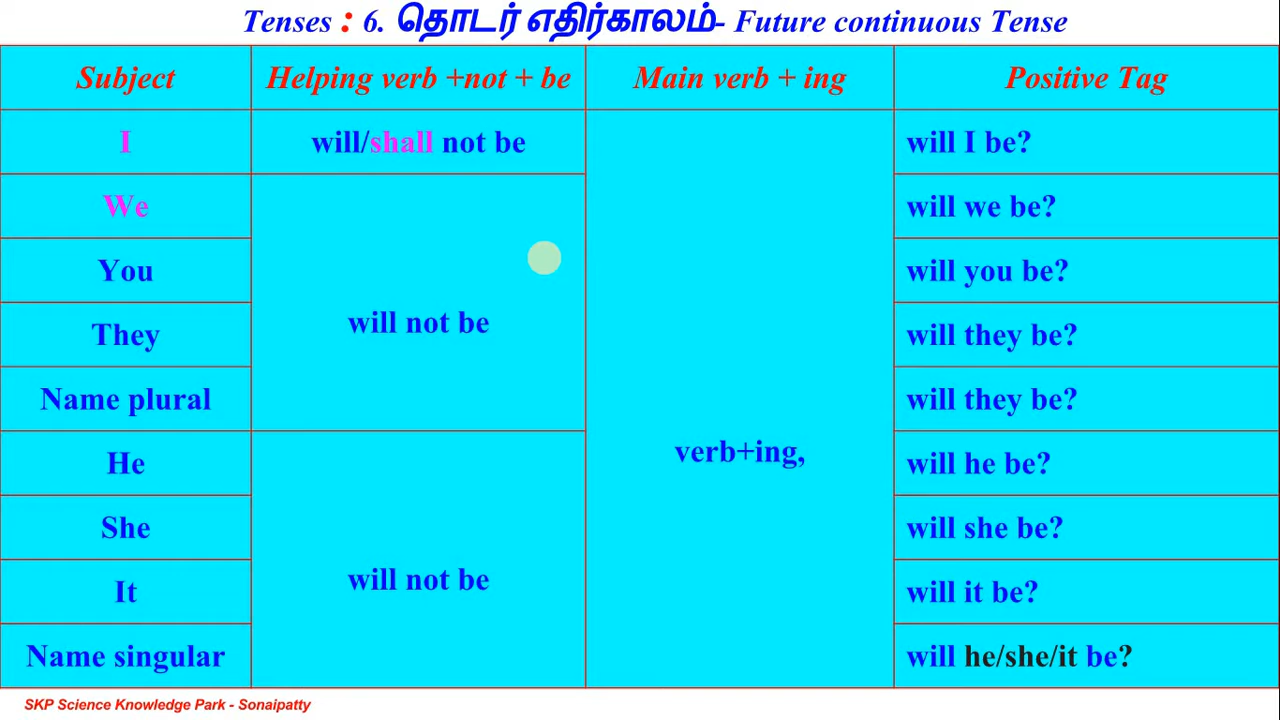 Tenses : 6. தொடர் எதிர்காலம்- Future continuous Tense
Subject Helping verb +not + be Main verb + ing Positive Tag
I will/shall not be will I be?
We will we be?
You will you be?
will not be
They will they be?
Name plural will they be?
verb+ing,
He will he be?
She will she be?
will not be
It will it be?
Name singular will he/she/it be?
SKP Science Knowledge Park - Sonaipatty